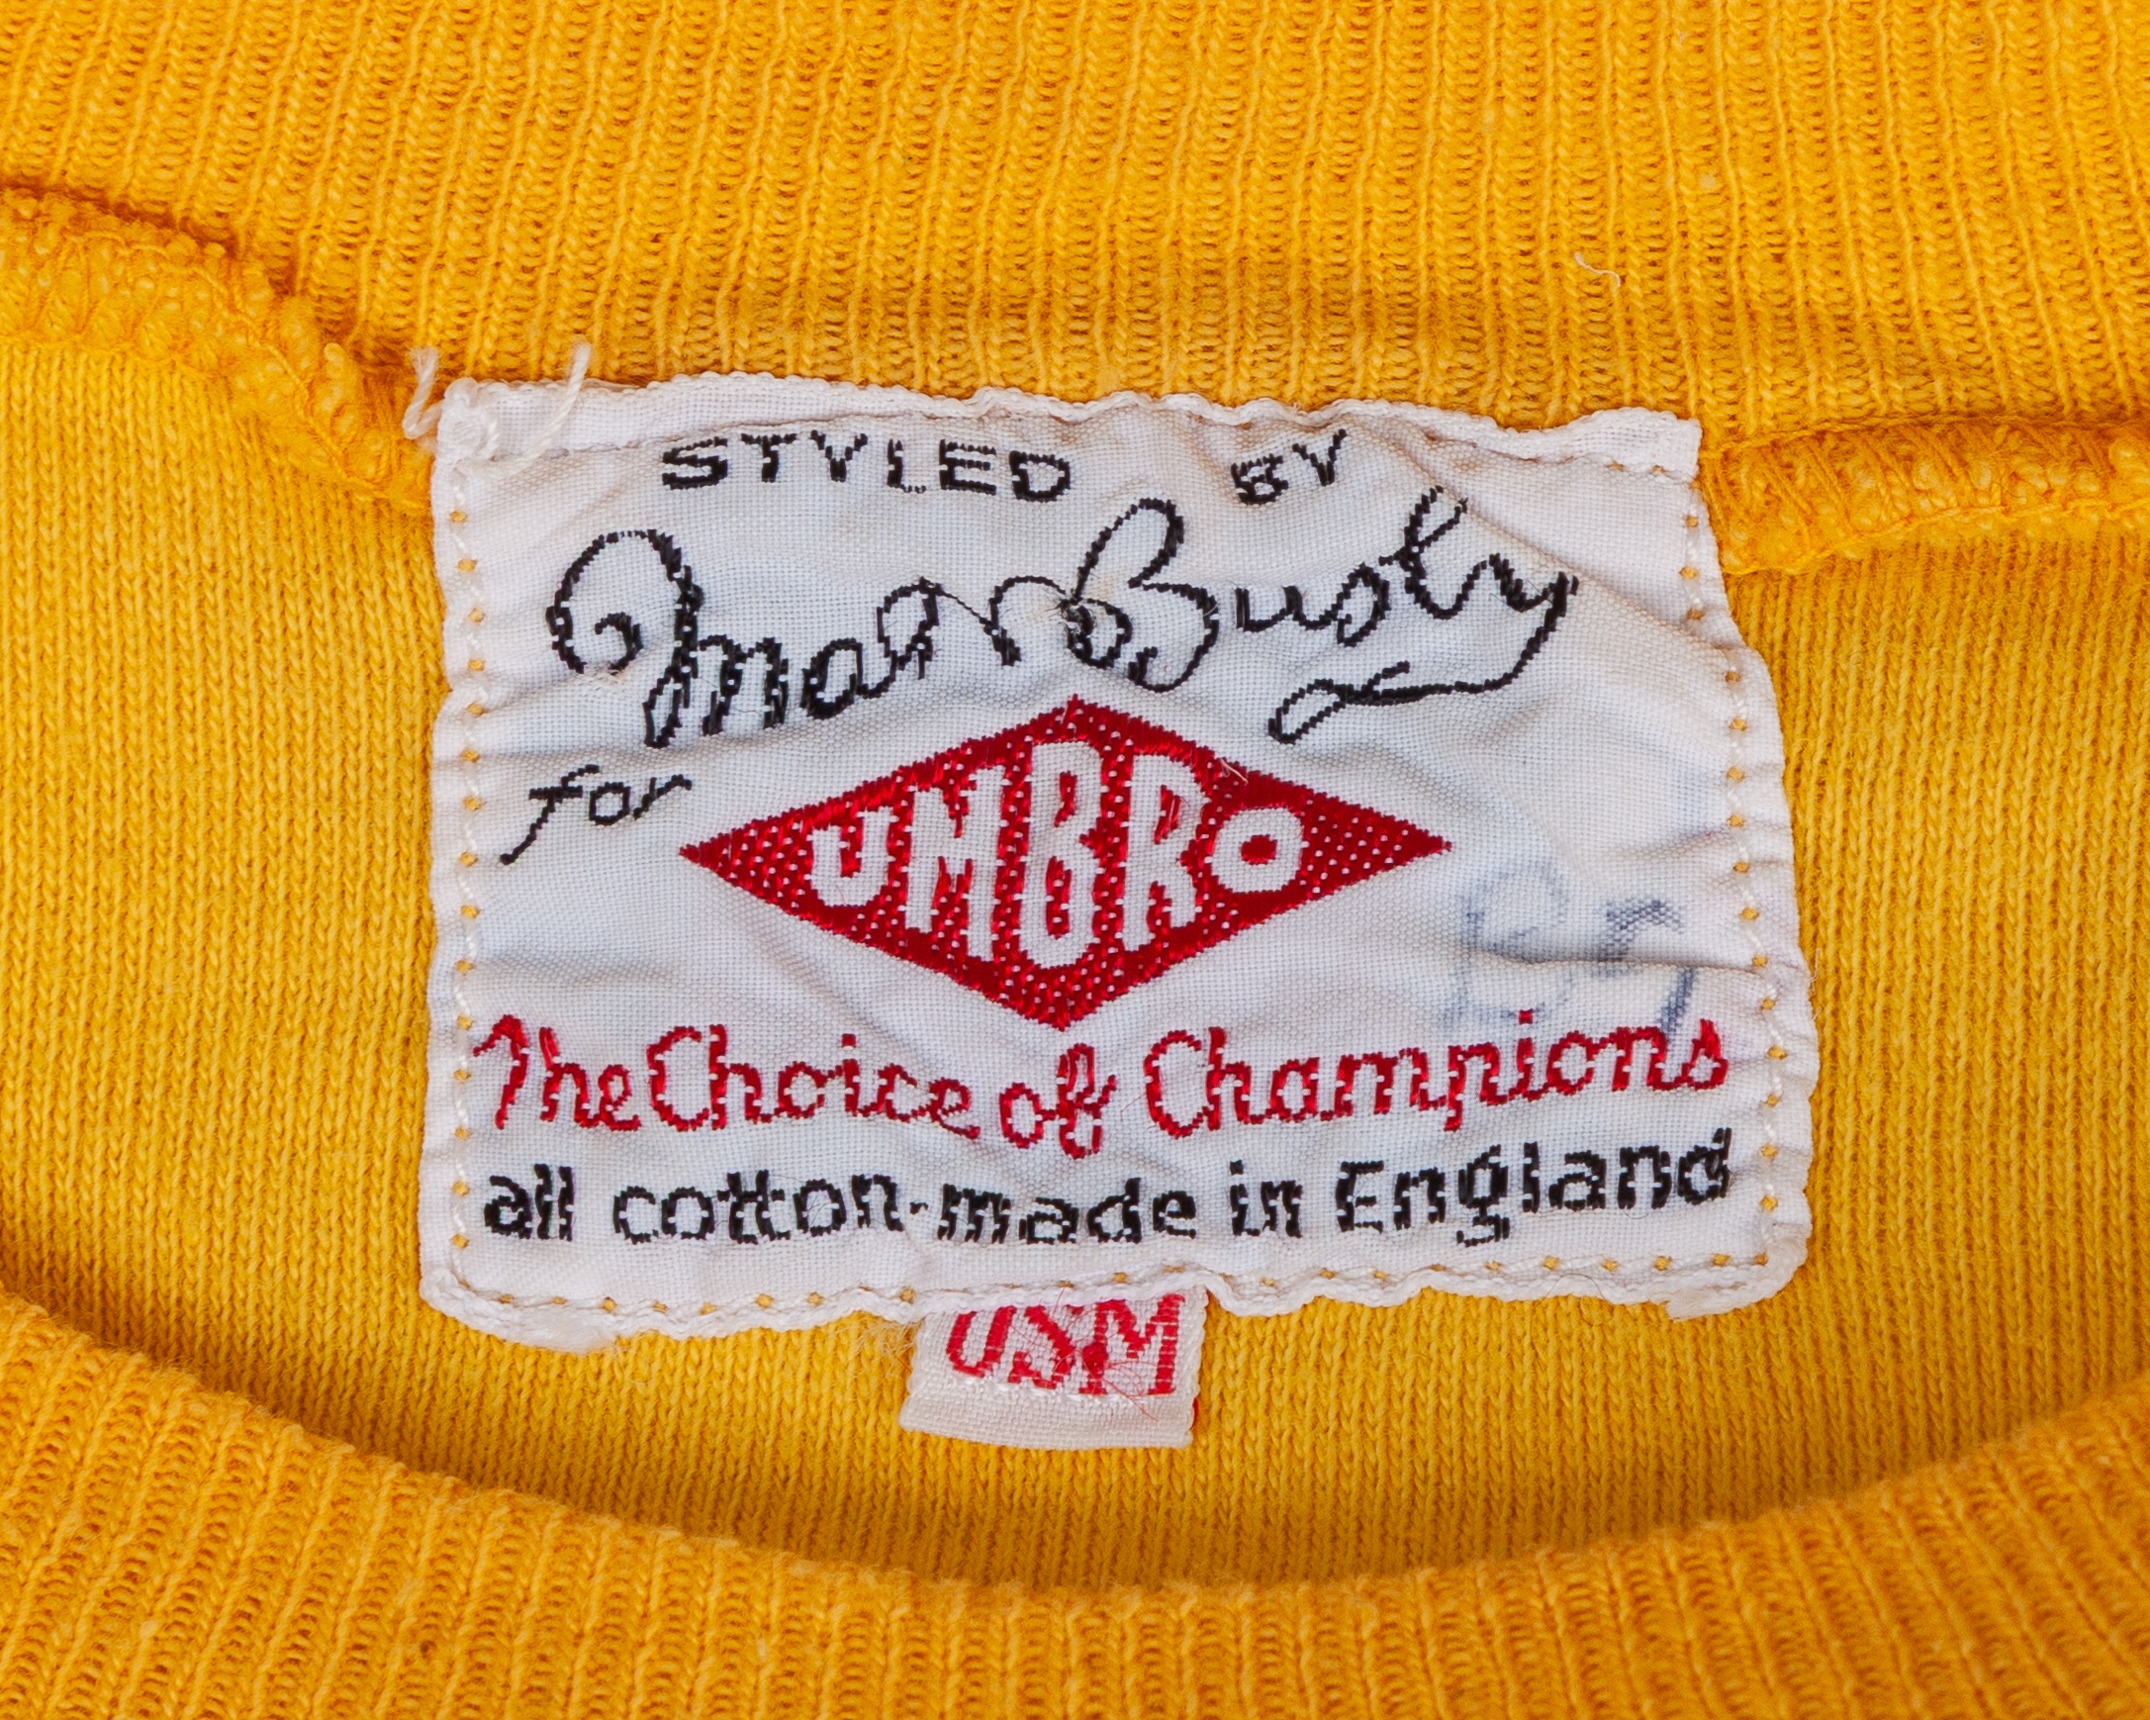 STYLED BY
Matt Busby
for UMBRO
The Choice of Champions
all cotton-made in England
OSM